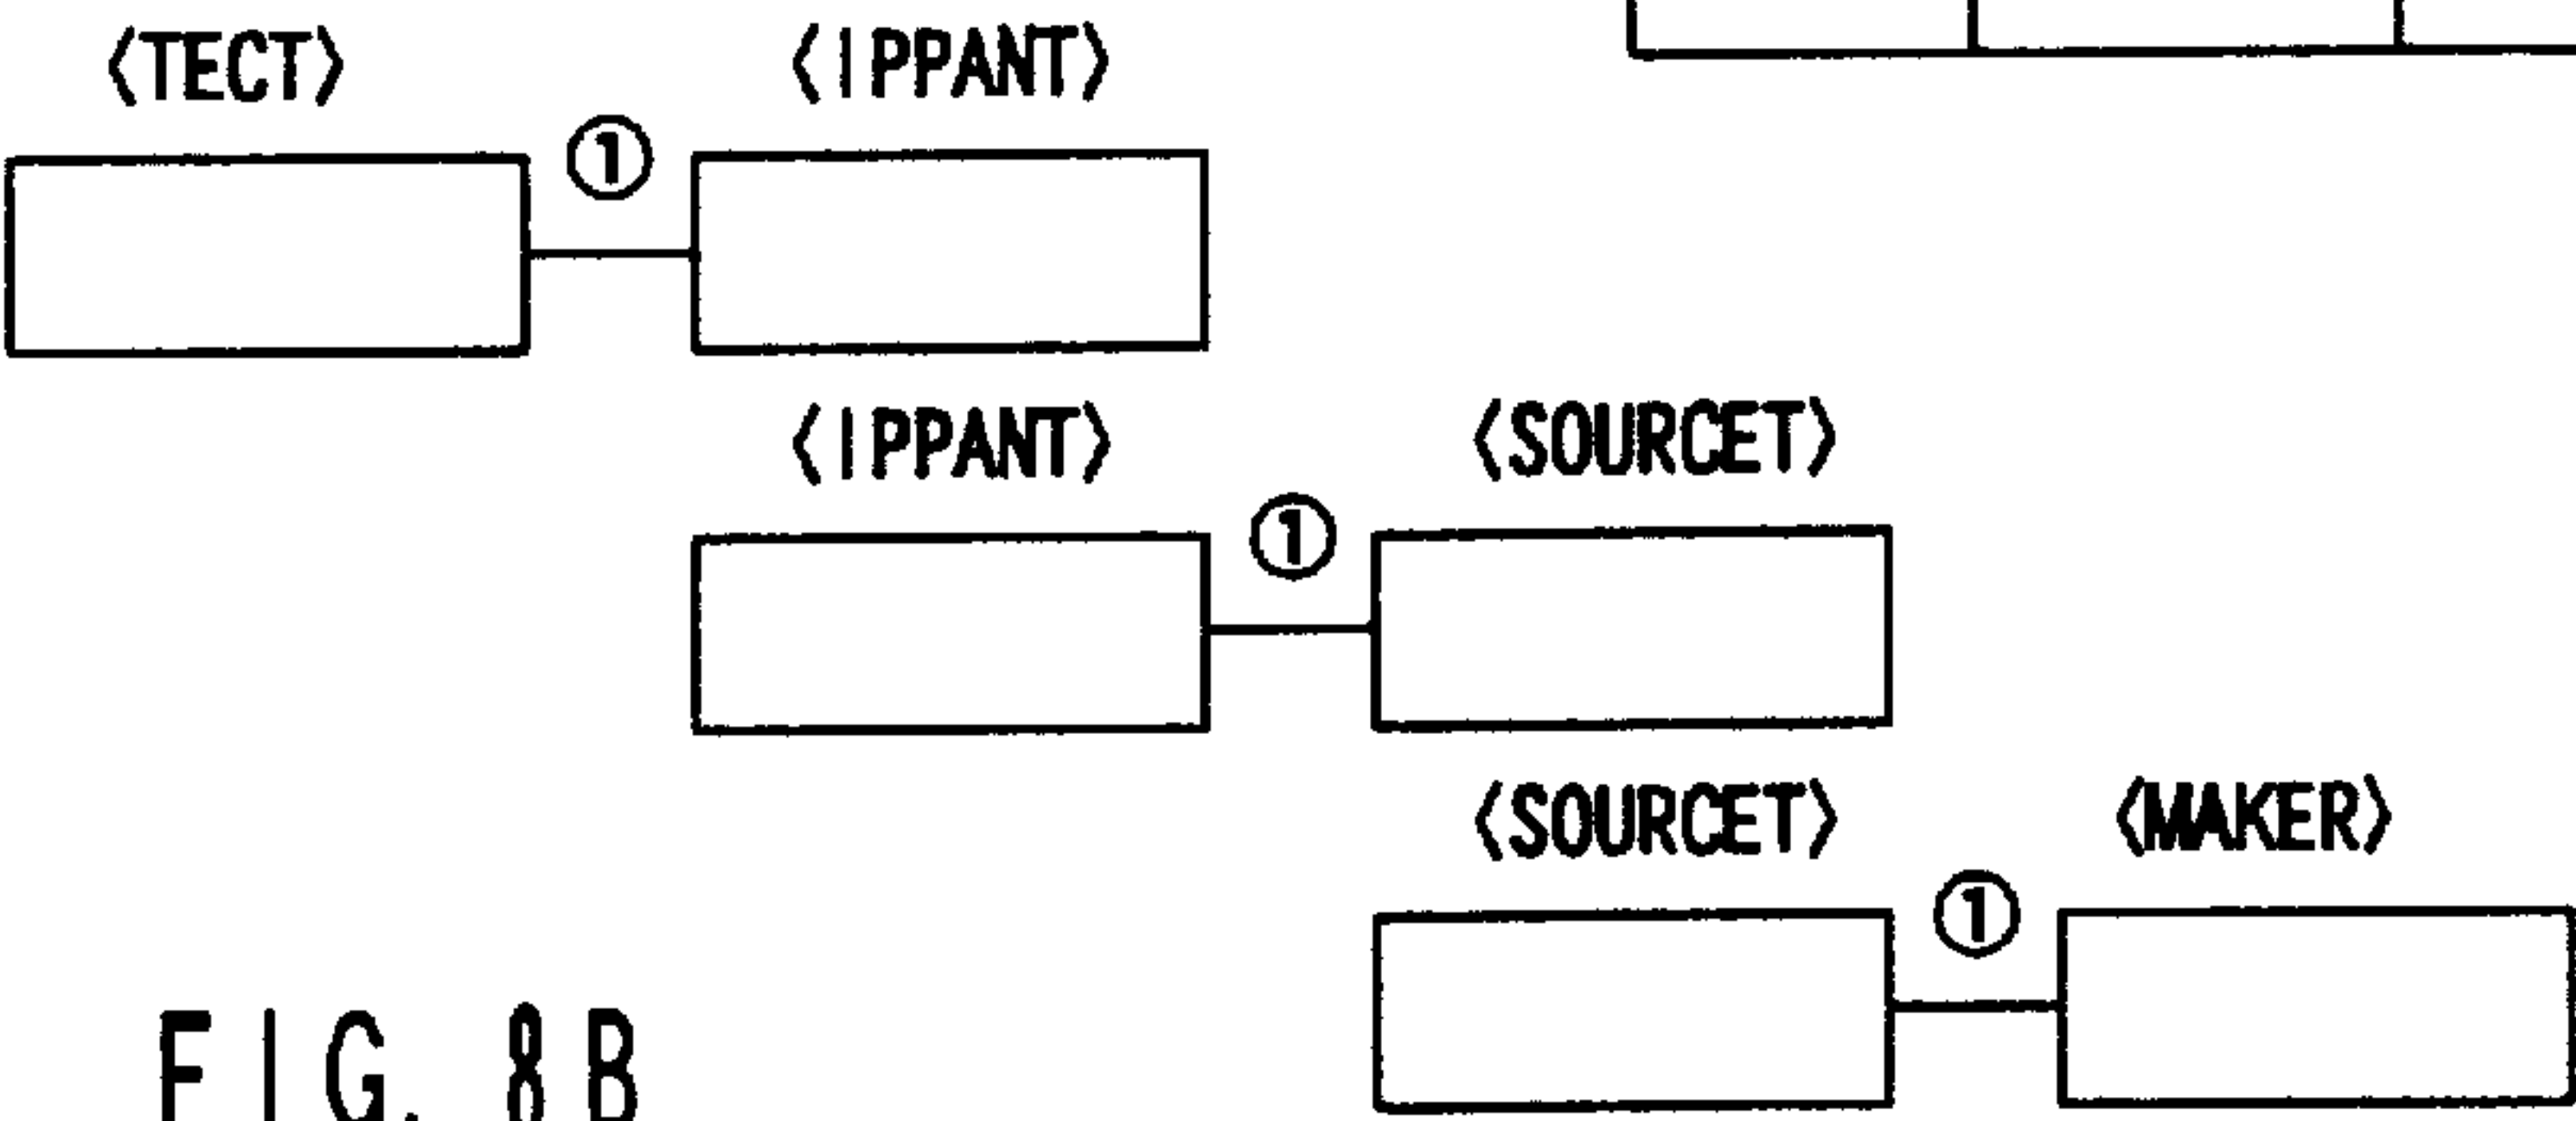 〈TECT〉 〈IPPANT〉
①
〈IPPANT〉 〈SOURCET〉
①
〈SOURCET〉 〈MAKER〉
①
FIG. 8B